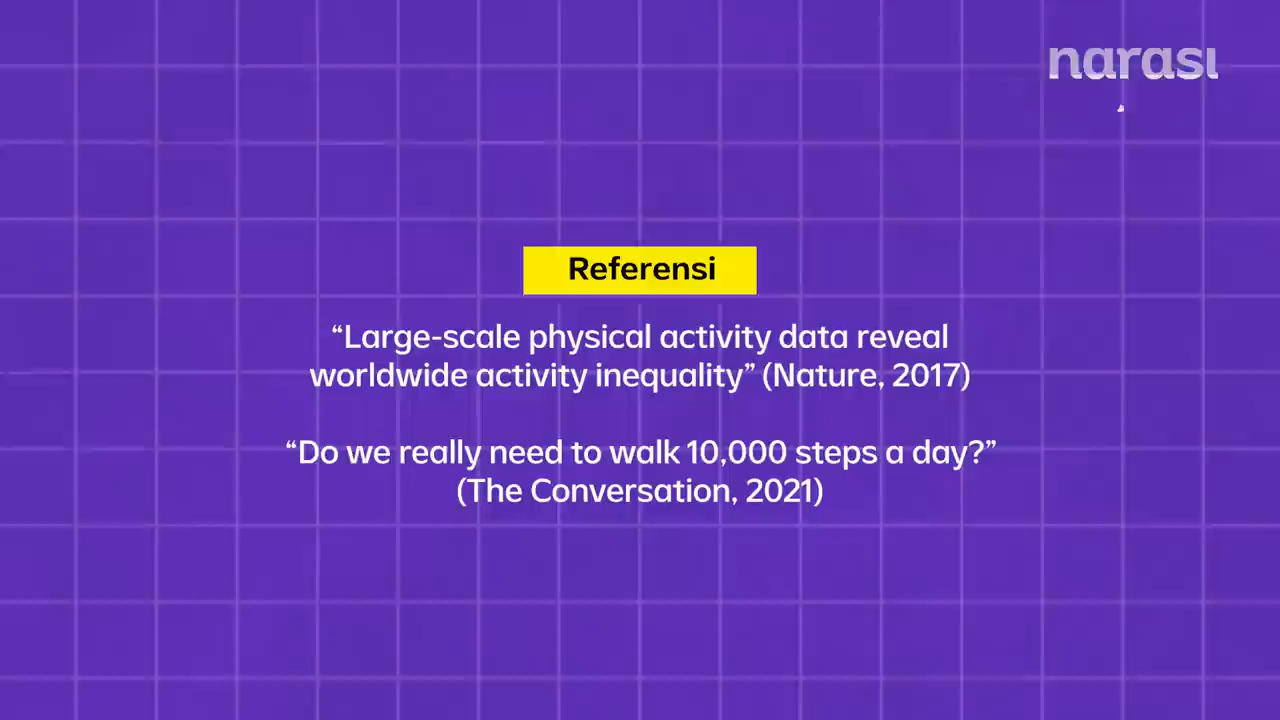 narasi
Referensi
“Large-scale physical activity data reveal
worldwide activity inequality” (Nature, 2017)
“Do we really need to walk 10,000 steps a day?”
(The Conversation, 2021)